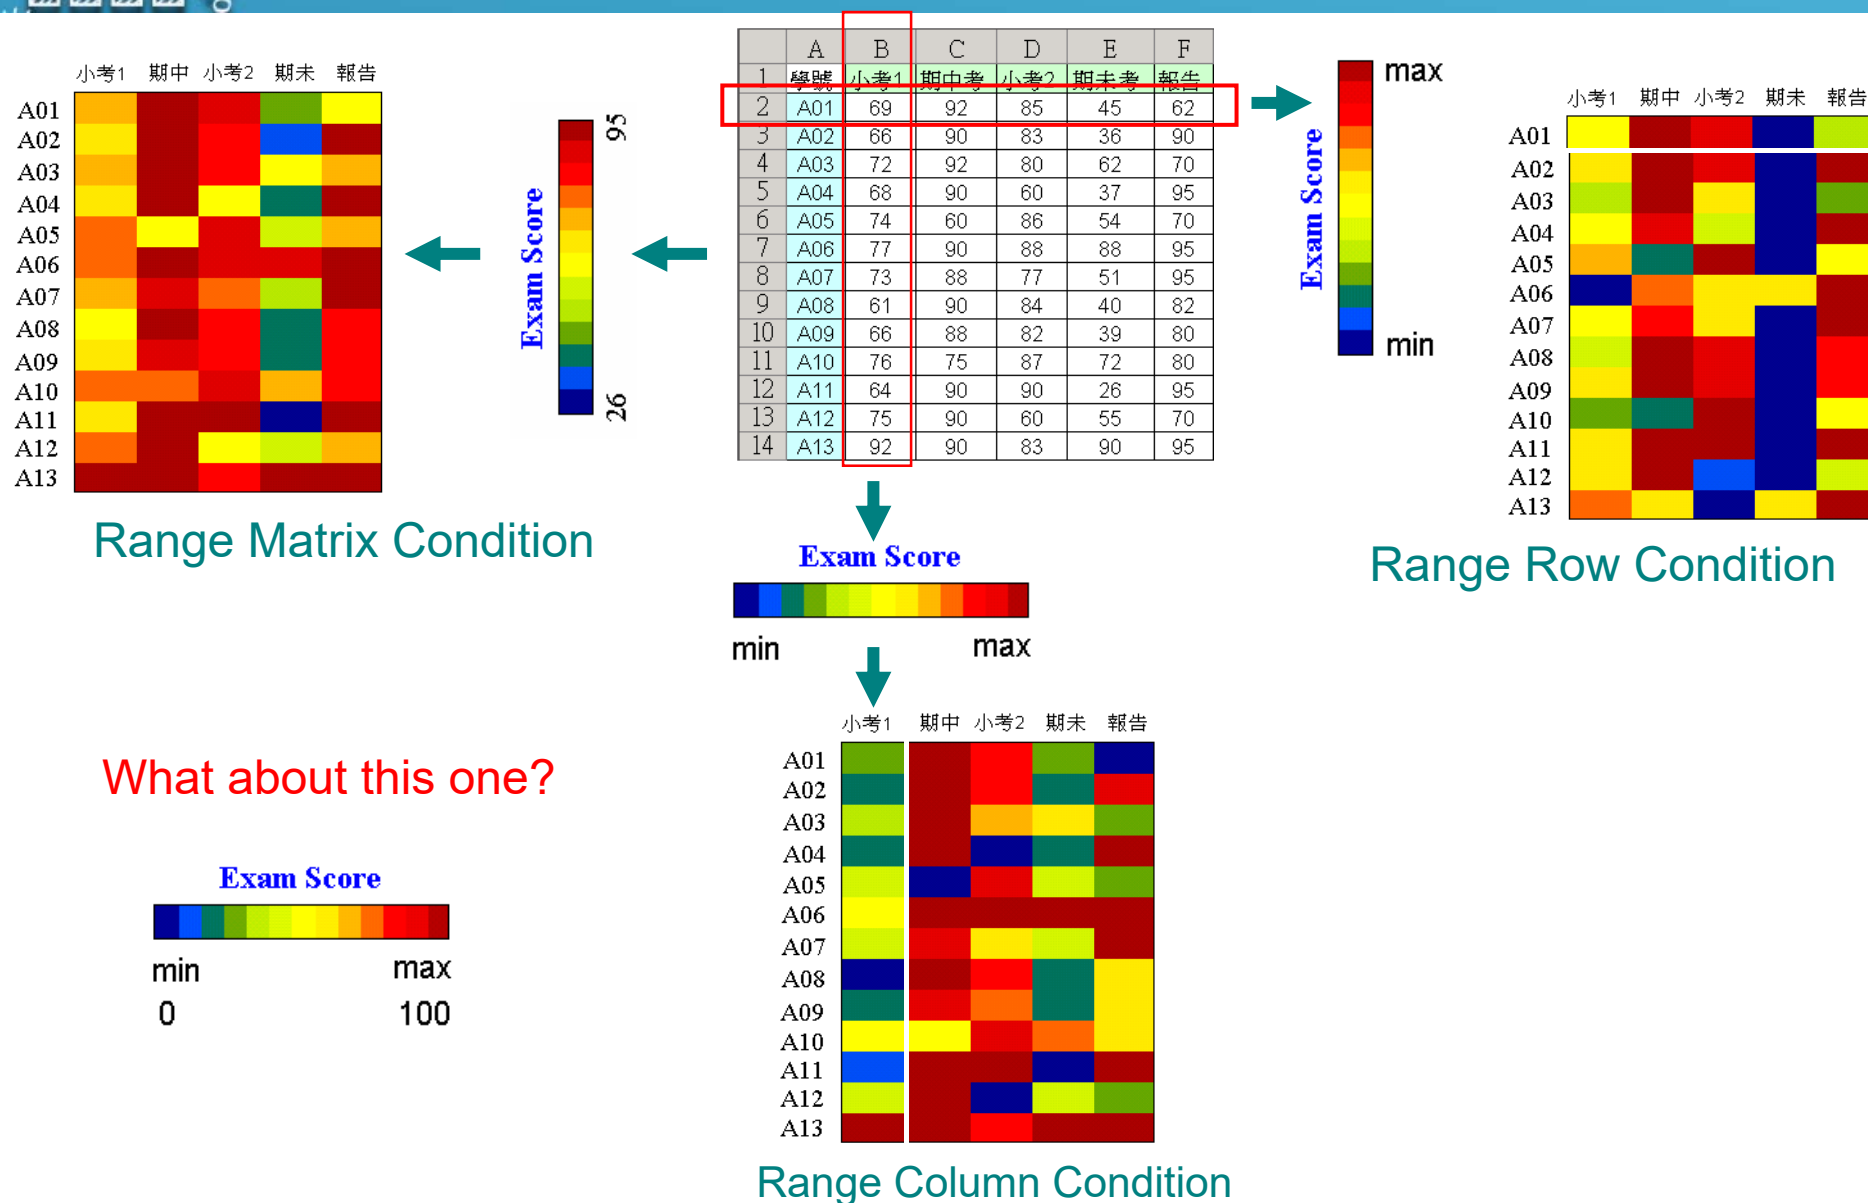 小考1 期中 小考2 期末 報告
A01
A02
A03
A04
A05
A06
A07
A08
A09
A10
A11
A12
A13
Range Matrix Condition
95
Exam Score
26
A B C D E F
1 學號 小考1 期中考 小考2 期末考 報告
2 A01 69 92 85 45 62
3 A02 66 90 83 36 90
4 A03 72 92 80 62 70
5 A04 68 90 60 37 95
6 A05 74 60 86 54 70
7 A06 77 90 88 88 95
8 A07 73 88 77 51 95
9 A08 61 90 84 40 82
10 A09 66 88 82 39 80
11 A10 76 75 87 72 80
12 A11 64 90 90 26 95
13 A12 75 90 60 55 70
14 A13 92 90 83 90 95
max
Exam Score
min
小考1 期中 小考2 期末 報告
A01
A02
A03
A04
A05
A06
A07
A08
A09
A10
A11
A12
A13
Range Row Condition
Exam Score
min max
小考1 期中 小考2 期末 報告
A01
A02
A03
A04
A05
A06
A07
A08
A09
A10
A11
A12
A13
Range Column Condition
What about this one?
Exam Score
min max
0 100